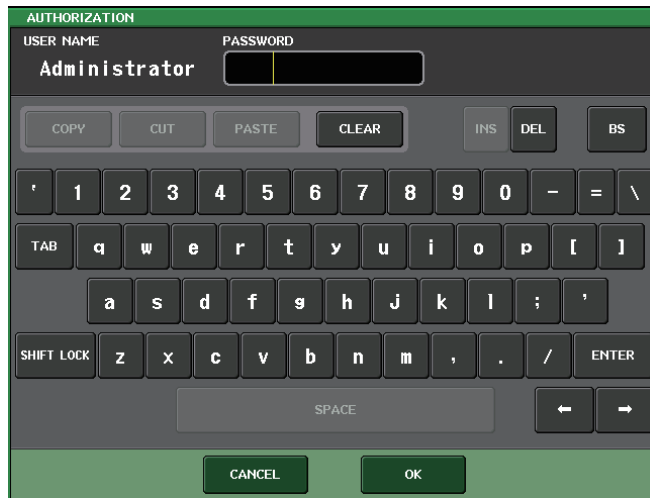 AUTHORIZATION
USER NAME PASSWORD
Administrator
COPY CUT PASTE CLEAR INS DEL BS
' 1 2 3 4 5 6 7 8 9 0 - = \
TAB q w e r t y u i o p [ ]
a s d f g h j k l ; '
SHIFT LOCK z x c v b n m , . / ENTER
SPACE ← →
CANCEL OK